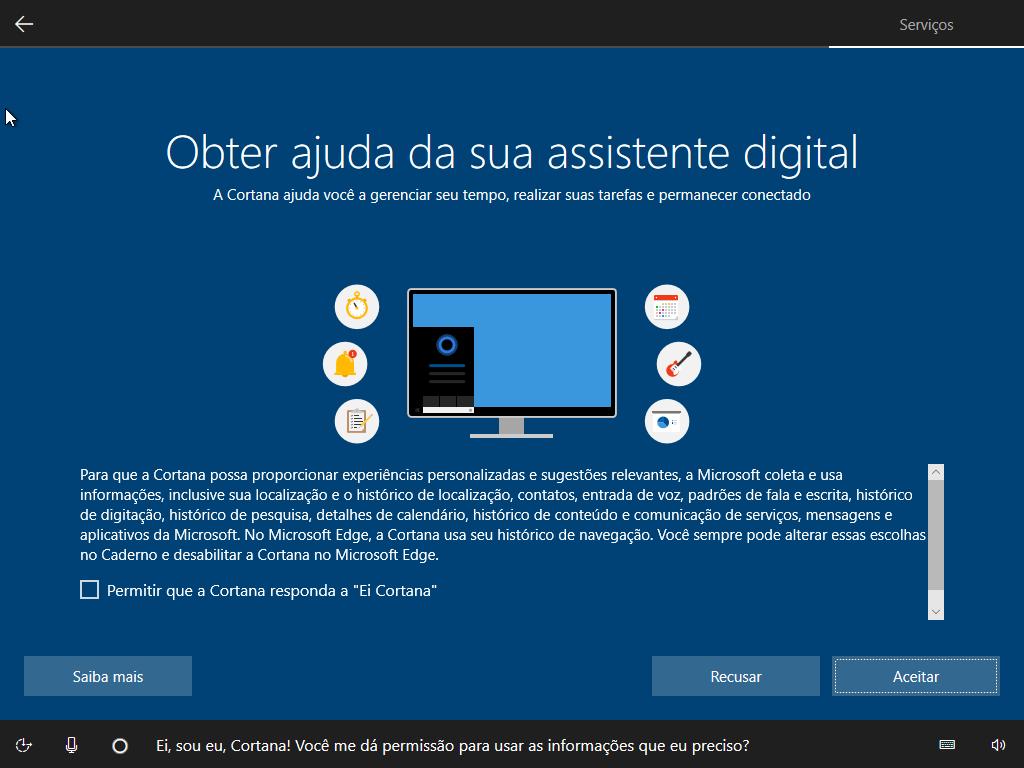 Serviços
Obter ajuda da sua assistente digital
A Cortana ajuda você a gerenciar seu tempo, realizar suas tarefas e permanecer conectado
Para que a Cortana possa proporcionar experiências personalizadas e sugestões relevantes, a Microsoft coleta e usa
informações, inclusive sua localização e o histórico de localização, contatos, entrada de voz, padrões de fala e escrita, histórico
de digitação, histórico de pesquisa, detalhes de calendário, histórico de conteúdo e comunicação de serviços, mensagens e
aplicativos da Microsoft. No Microsoft Edge, a Cortana usa seu histórico de navegação. Você sempre pode alterar essas escolhas
no Caderno e desabilitar a Cortana no Microsoft Edge.
Permitir que a Cortana responda a "Ei Cortana"
Saiba mais
Recusar
Aceitar
Ei, sou eu, Cortana! Você me dá permissão para usar as informações que eu preciso?